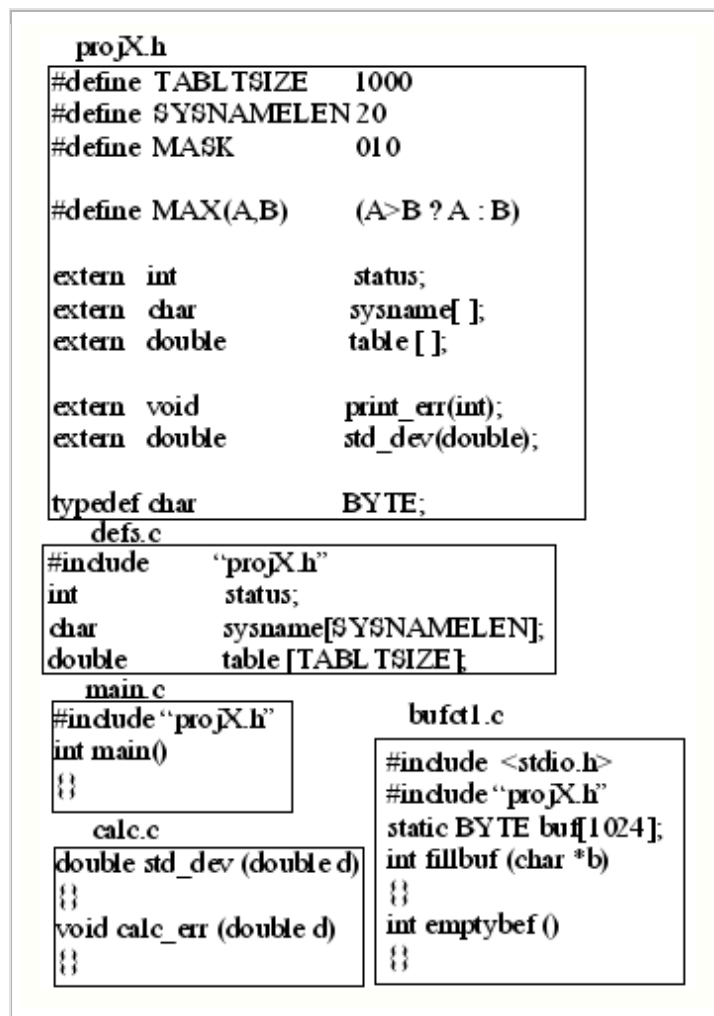 projX.h
#define TABLTSIZE 1000
#define SYSNAMELEN 20
#define MASK 010
#define MAX(A,B) (A>B ? A : B)
extern int status;
extern char sysname[ ];
extern double table [ ];
extern void print_err(int);
extern double std_dev(double);
typedef char BYTE;
defs.c
#include “projX.h”
int status;
char sysname[SYSNAMELEN];
double table [TABLTSIZE];
main.c
#include “projX.h”
int main()
{}
calc.c
double std_dev (double d)
{}
void calc_err (double d)
{}
bufct1.c
#include <stdio.h>
#include “projX.h”
static BYTE buf[1024];
int fillbuf (char *b)
{}
int emptybef ()
{}